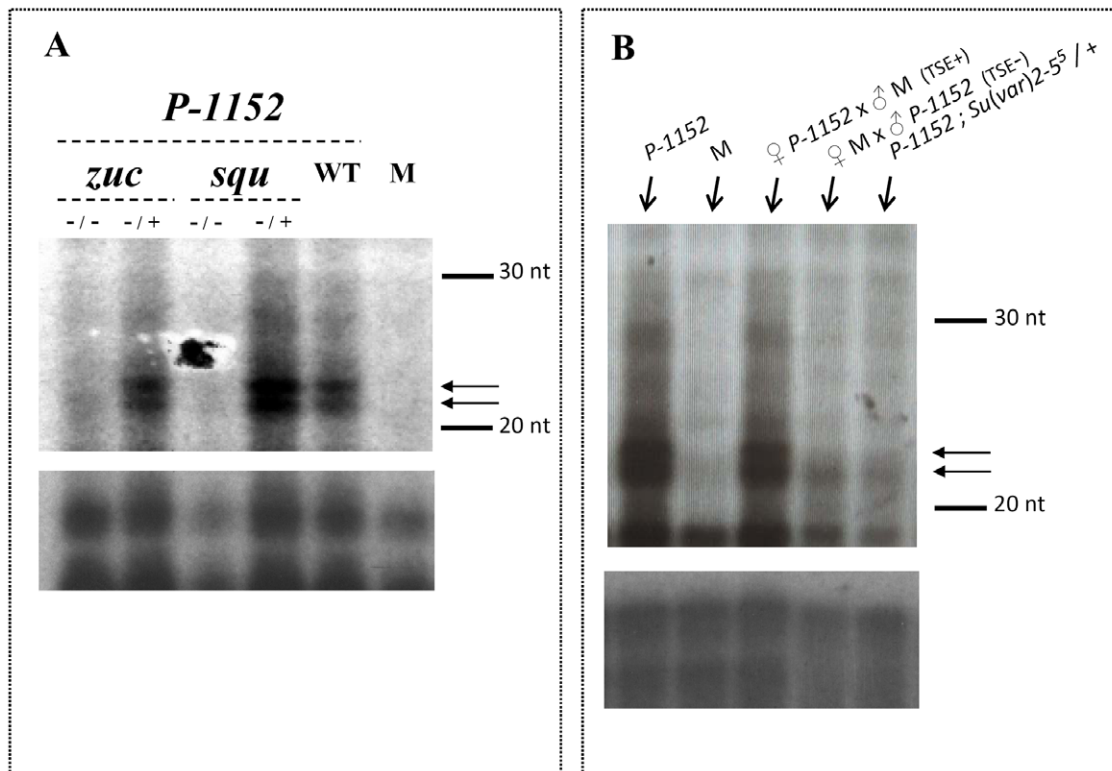 A
P-1152
zuc squ WT M
-/- -/+ -/- -/+
30 nt
20 nt
B
P-1152
M
♀ P-1152 x ♂ M (TSE+)
♀ M x ♂ P-1152 (TSE-)
P-1152 ; Su(var)2-5⁵ / +
30 nt
20 nt